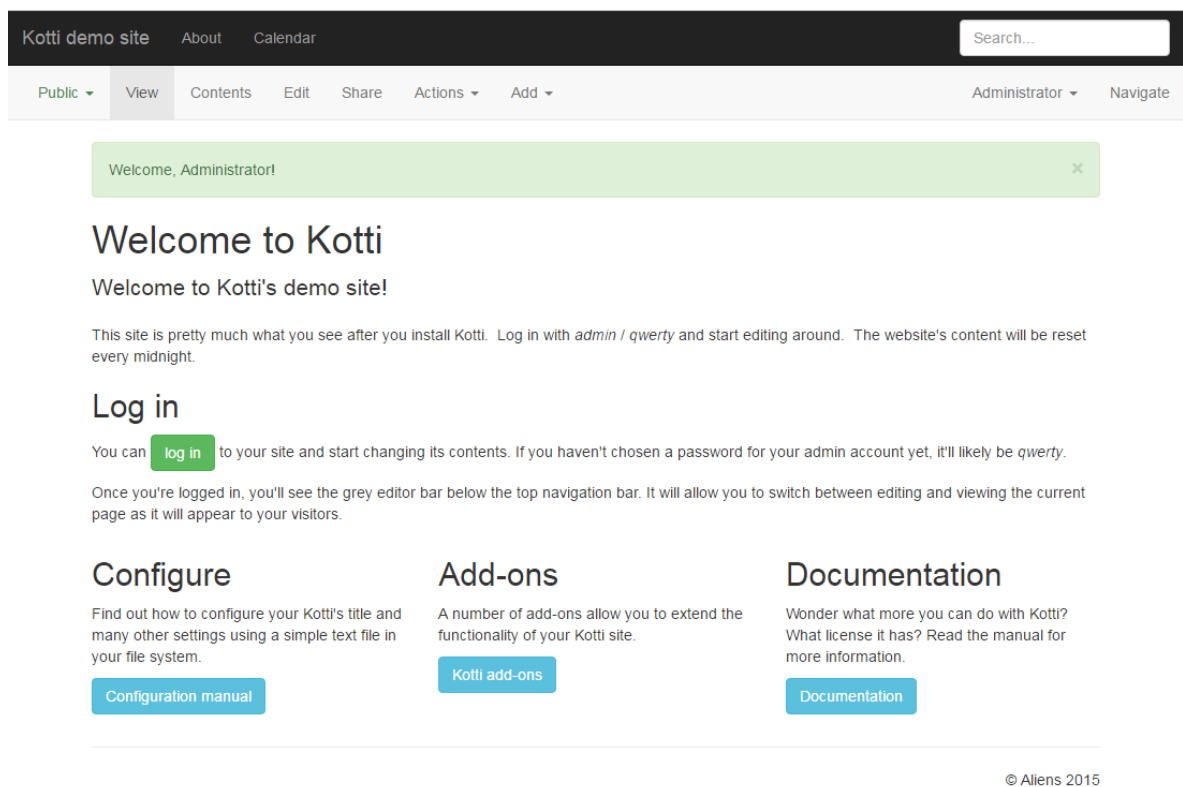 Kotti demo site About Calendar Search...
Public View Contents Edit Share Actions Add Administrator Navigate
Welcome, Administrator! ×
Welcome to Kotti
Welcome to Kotti's demo site!
This site is pretty much what you see after you install Kotti. Log in with admin / qwerty and start editing around. The website's content will be reset
every midnight.
Log in
You can log in to your site and start changing its contents. If you haven't chosen a password for your admin account yet, it'll likely be qwerty.
Once you're logged in, you'll see the grey editor bar below the top navigation bar. It will allow you to switch between editing and viewing the current
page as it will appear to your visitors.
Configure
Find out how to configure your Kotti's title and
many other settings using a simple text file in
your file system.
Configuration manual
Add-ons
A number of add-ons allow you to extend the
functionality of your Kotti site.
Kotti add-ons
Documentation
Wonder what more you can do with Kotti?
What license it has? Read the manual for
more information.
Documentation
© Aliens 2015